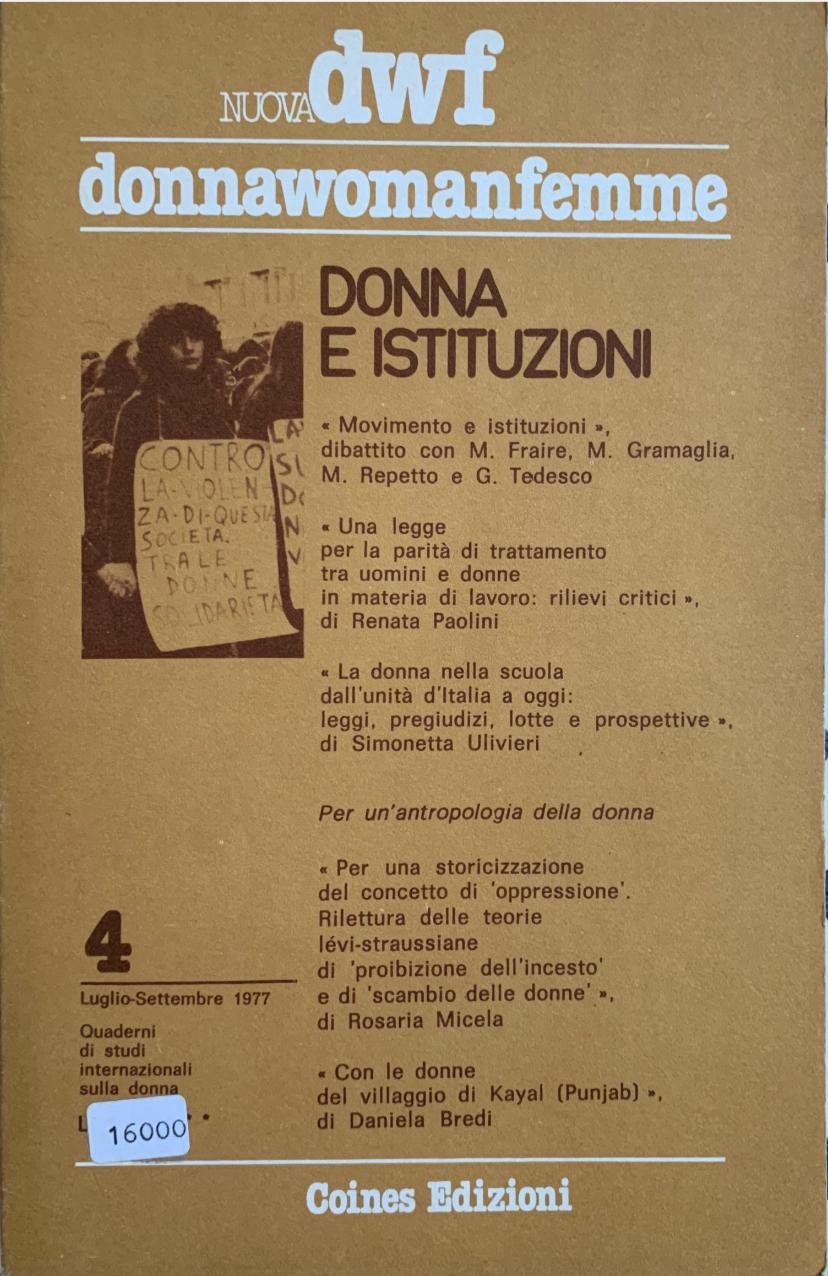 NUOVA dwf
donnawomanfemme
DONNA
E ISTITUZIONI
« Movimento e istituzioni »,
dibattito con M. Fraire, M. Gramaglia,
M. Repetto e G. Tedesco
« Una legge
per la parità di trattamento
tra uomini e donne
in materia di lavoro: rilievi critici »,
di Renata Paolini
« La donna nella scuola
dall'unità d'Italia a oggi:
leggi, pregiudizi, lotte e prospettive »,
di Simonetta Ulivieri
Per un'antropologia della donna
« Per una storicizzazione
del concetto di 'oppressione'.
Rilettura delle teorie
lévi-straussiane
di 'proibizione dell'incesto'
e di 'scambio delle donne' »,
di Rosaria Micela
« Con le donne
del villaggio di Kayal (Punjab) »,
di Daniela Bredi
CONTRO
LA-VIOLEN-
ZA-DI-QUESTA
SOCIETA.
TRA LE
DONNE
SOLIDARIETA
LA
SU
DO
N
V
4
Luglio-Settembre 1977
Quaderni
di studi
internazionali
sulla donna
L
16000
Coines Edizioni